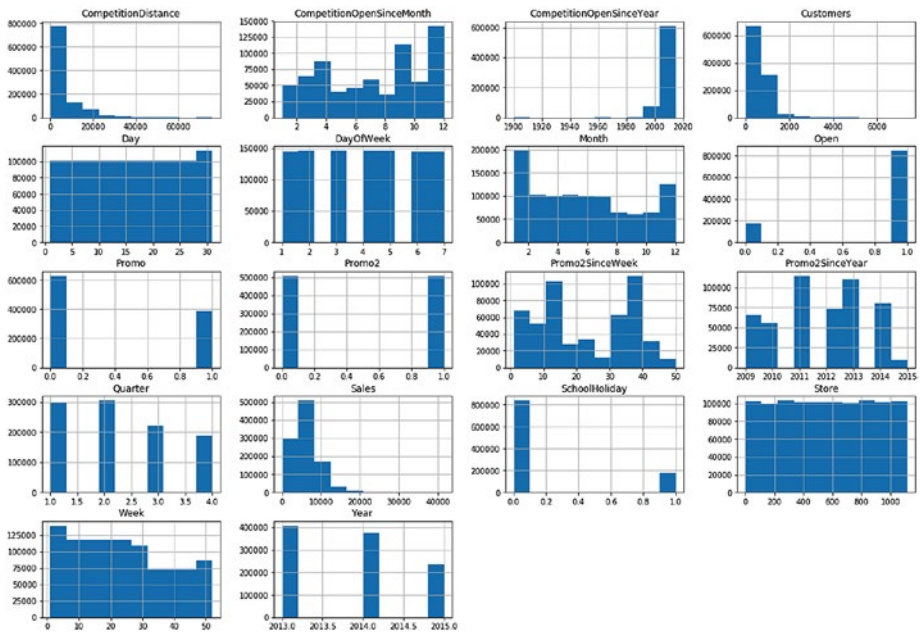 CompetitionDistance CompetitionOpenSinceMonth CompetitionOpenSinceYear Customers
800000 600000 400000 200000 0
0 20000 40000 60000
150000 125000 100000 75000 50000 25000 0
2 4 6 8 10 12
600000 400000 200000 0
1900 1920 1940 1960 1980 2000 2020
600000 400000 200000 0
0 2000 4000 6000
Day DayOfWeek Month Open
100000 80000 60000 40000 20000 0
0 5 10 15 20 25 30
150000 100000 50000 0
1 2 3 4 5 6 7
200000 150000 100000 50000 0
2 4 6 8 10 12
800000 600000 400000 200000 0
0.0 0.2 0.4 0.6 0.8 1.0
Promo Promo2 Promo2SinceWeek Promo2SinceYear
600000 400000 200000 0
0.0 0.2 0.4 0.6 0.8 1.0
500000 400000 300000 200000 100000 0
0.0 0.2 0.4 0.6 0.8 1.0
100000 80000 60000 40000 20000 0
0 10 20 30 40 50
100000 75000 50000 25000 0
2009 2010 2011 2012 2013 2014 2015
Quarter Sales SchoolHoliday Store
300000 200000 100000 0
1.0 1.5 2.0 2.5 3.0 3.5 4.0
500000 400000 300000 200000 100000 0
0 10000 20000 30000 40000
800000 600000 400000 200000 0
0.0 0.2 0.4 0.6 0.8 1.0
100000 80000 60000 40000 20000 0
0 200 400 600 800 1000
Week Year
125000 100000 75000 50000 25000 0
0 10 20 30 40 50
400000 300000 200000 100000 0
2013.0 2013.5 2014.0 2014.5 2015.0